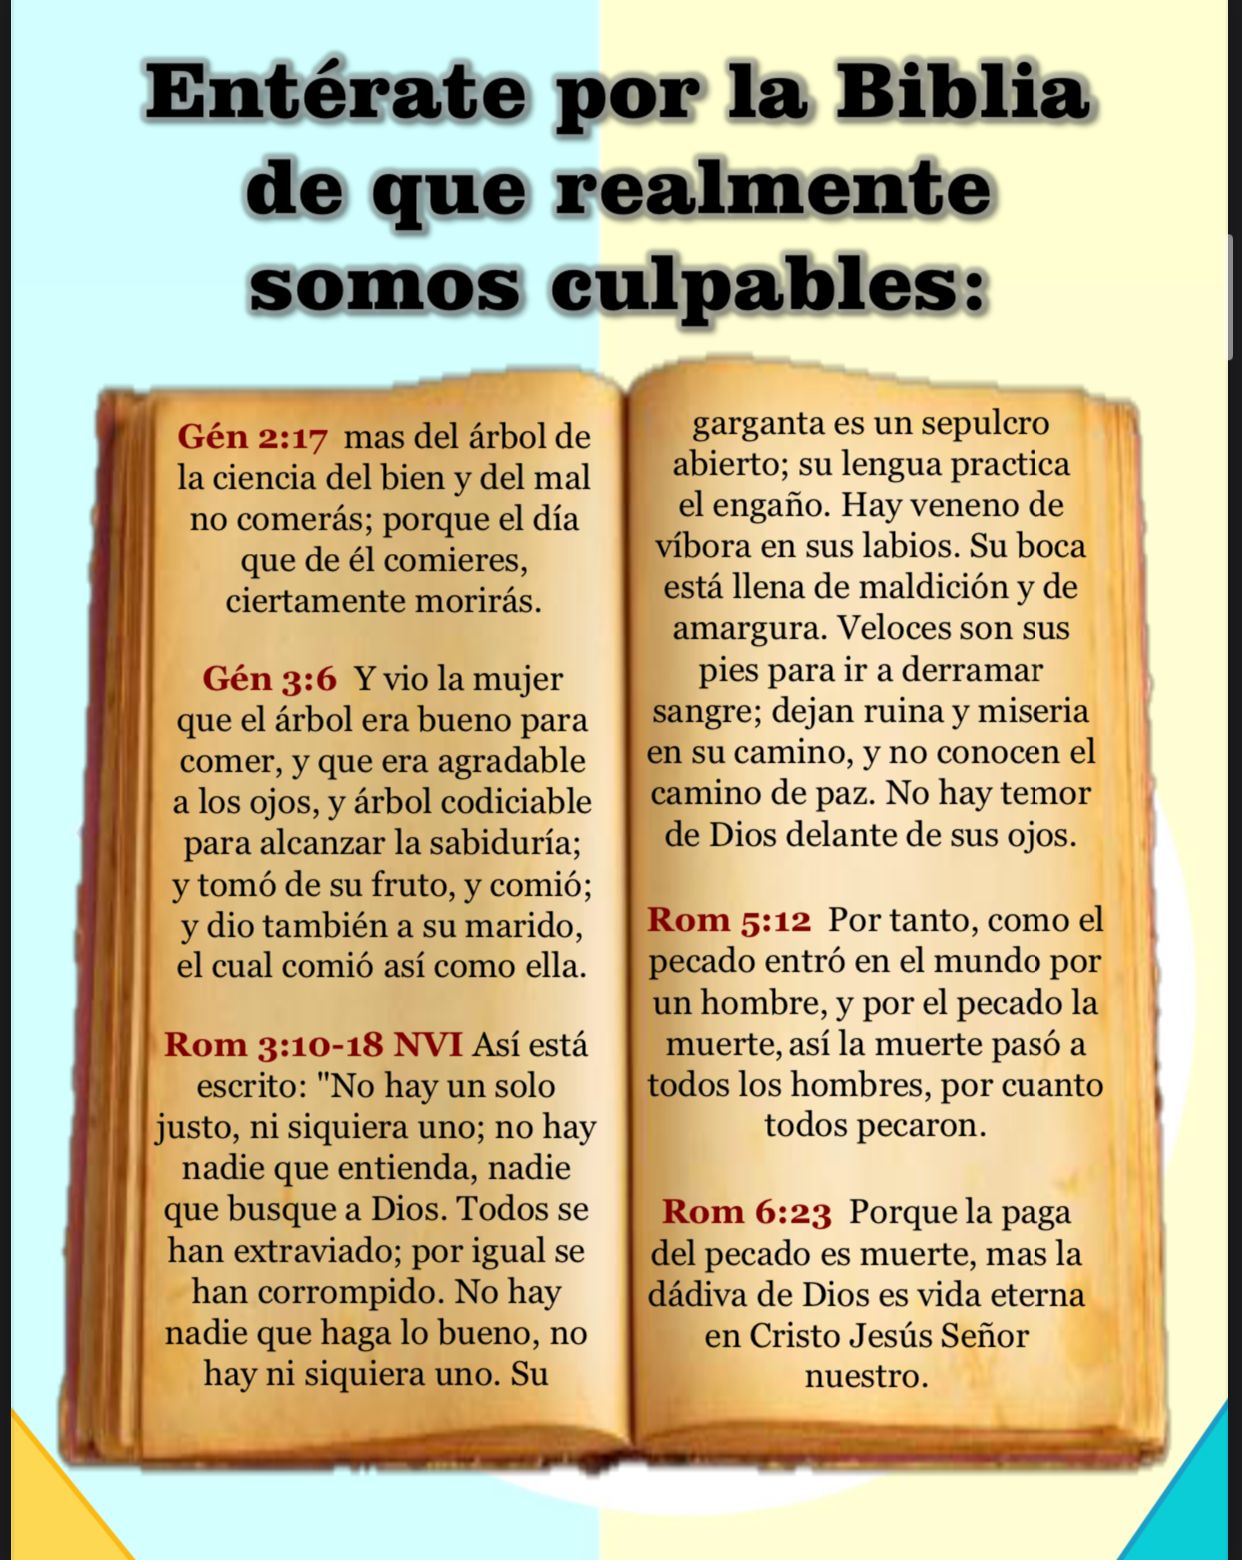 Entérate por la Biblia
de que realmente
somos culpables:
Gén 2:17 mas del árbol de
la ciencia del bien y del mal
no comerás; porque el día
que de él comieres,
ciertamente morirás.
Gén 3:6 Y vio la mujer
que el árbol era bueno para
comer, y que era agradable
a los ojos, y árbol codiciable
para alcanzar la sabiduría;
y tomó de su fruto, y comió;
y dio también a su marido,
el cual comió así como ella.
Rom 3:10-18 NVI Así está
escrito: "No hay un solo
justo, ni siquiera uno; no hay
nadie que entienda, nadie
que busque a Dios. Todos se
han extraviado; por igual se
han corrompido. No hay
nadie que haga lo bueno, no
hay ni siquiera uno. Su
garganta es un sepulcro
abierto; su lengua practica
el engaño. Hay veneno de
víbora en sus labios. Su boca
está llena de maldición y de
amargura. Veloces son sus
pies para ir a derramar
sangre; dejan ruina y miseria
en su camino, y no conocen el
camino de paz. No hay temor
de Dios delante de sus ojos.
Rom 5:12 Por tanto, como el
pecado entró en el mundo por
un hombre, y por el pecado la
muerte, así la muerte pasó a
todos los hombres, por cuanto
todos pecaron.
Rom 6:23 Porque la paga
del pecado es muerte, mas la
dádiva de Dios es vida eterna
en Cristo Jesús Señor
nuestro.